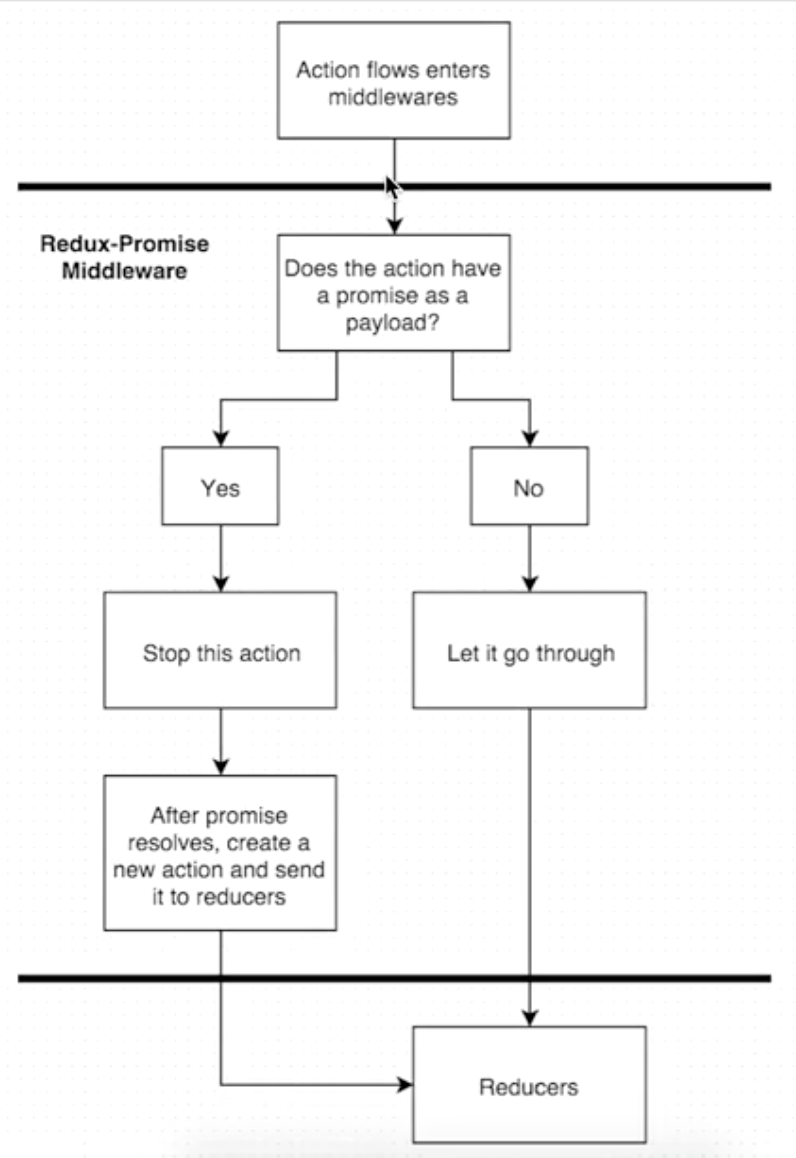 Action flows enters
middlewares
Redux-Promise
Middleware
Does the action have
a promise as a
payload?
Yes
No
Stop this action
Let it go through
After promise
resolves, create a
new action and send
it to reducers
Reducers